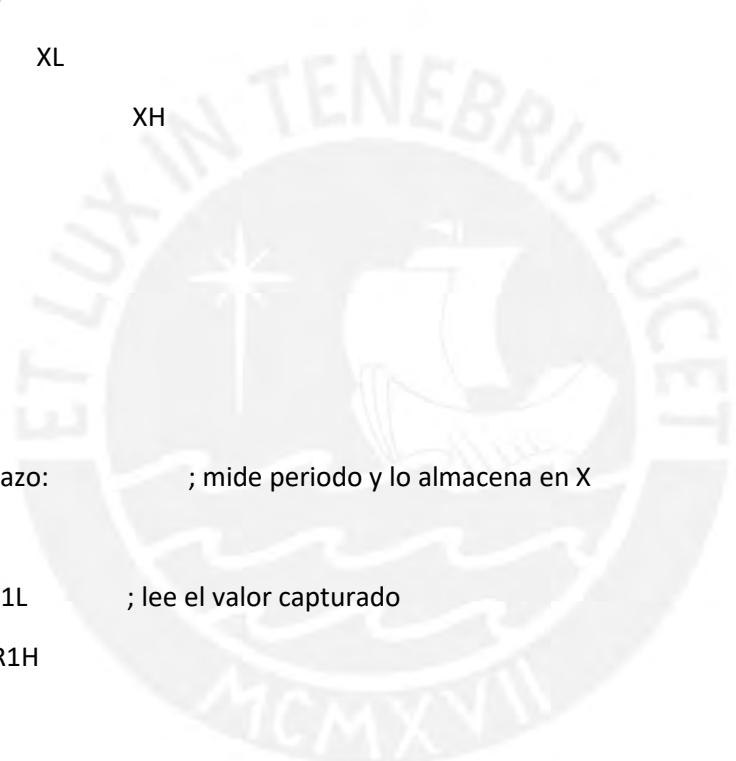 XL
XH
ET LUX IN TENEBRIS LUCET
azo: ; mide periodo y lo almacena en X
1L ; lee el valor capturado
R1H
MCMXVII